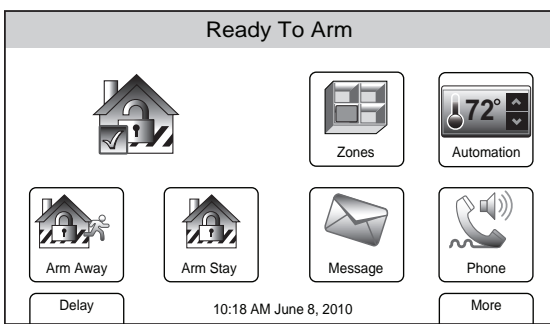 Ready To Arm
72°
Zones
Automation
Arm Away
Arm Stay
Message
Phone
Delay
10:18 AM June 8, 2010
More